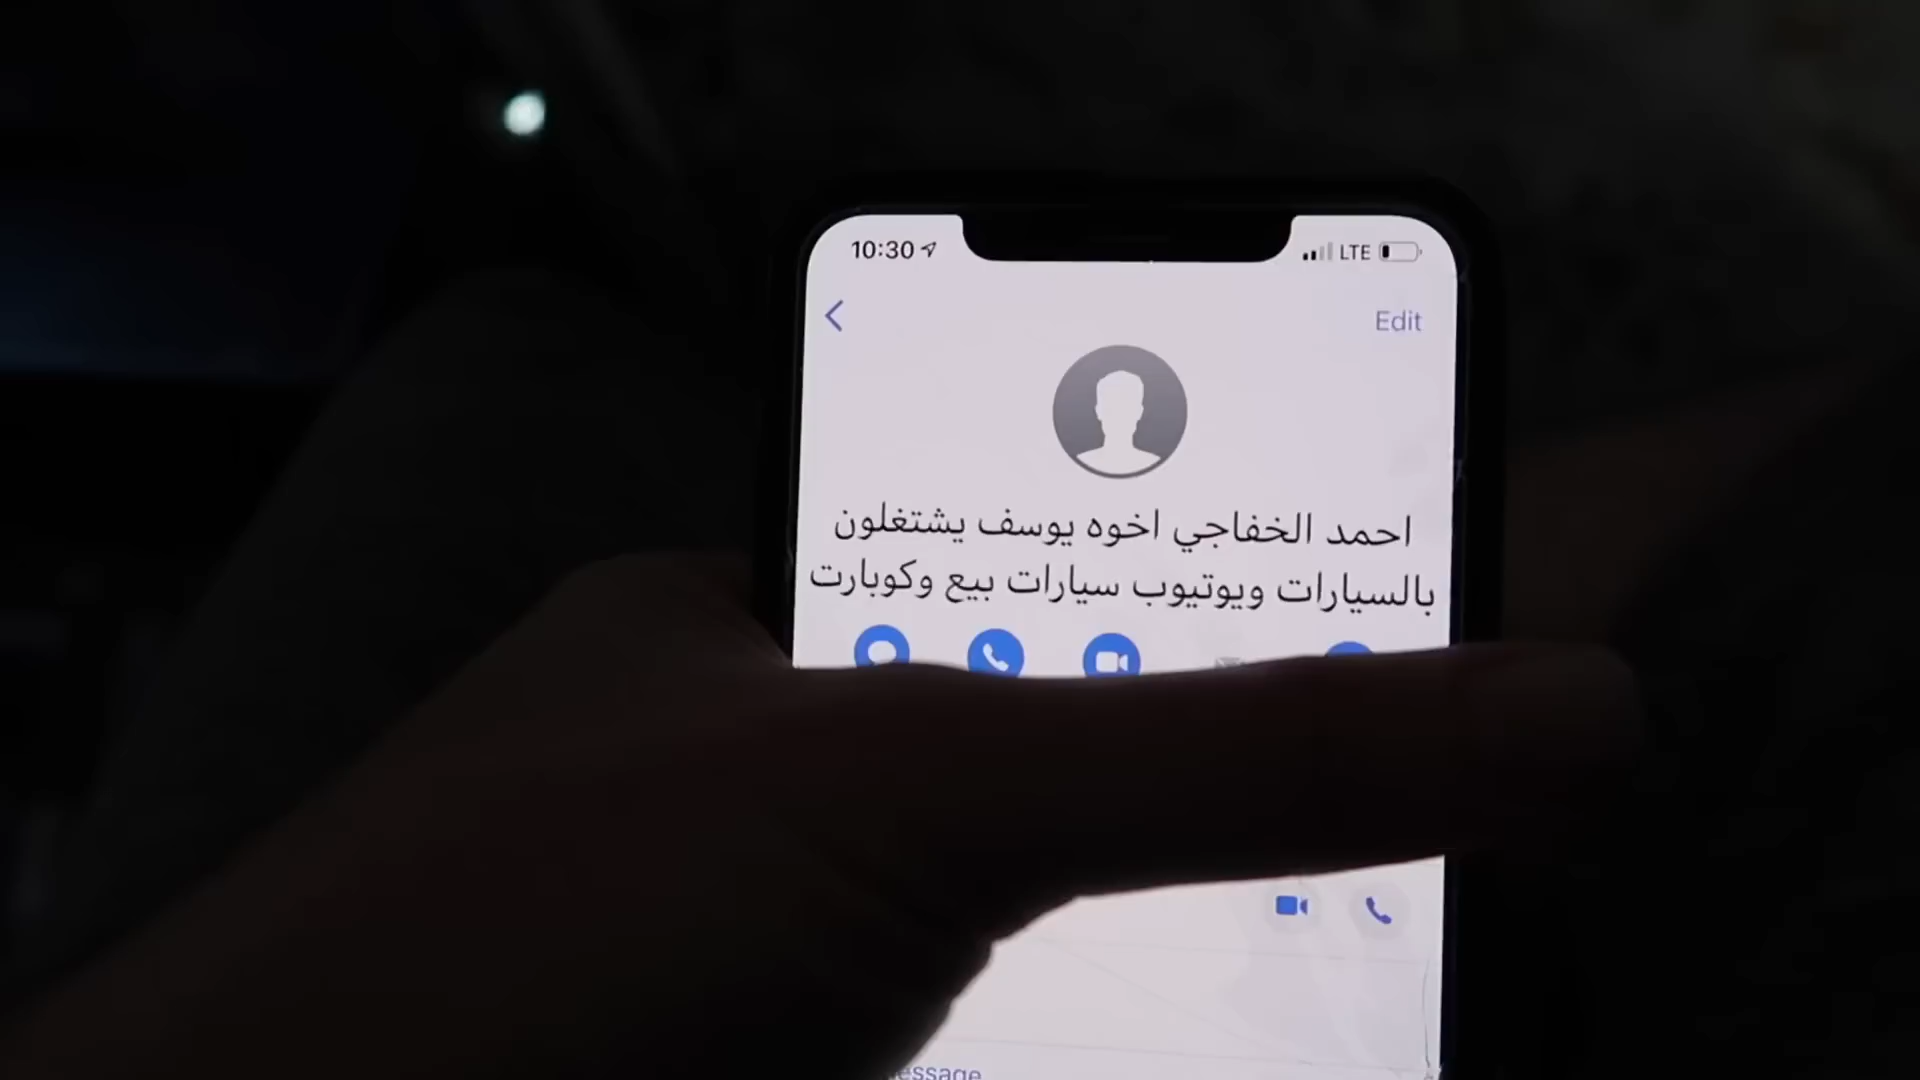 10:30
LTE
Edit
احمد الخفاجي اخوه يوسف يشتغلون
بالسيارات ويوتيوب سيارات بيع وكوبارت